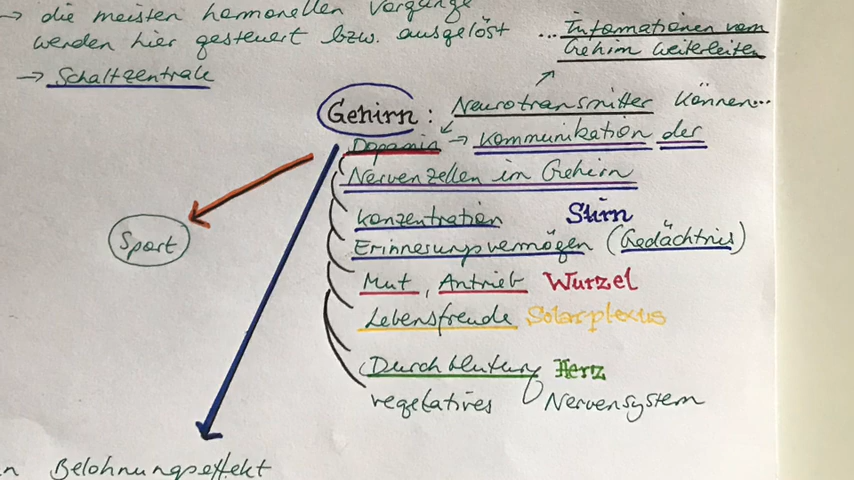 → die meisten hormonellen Vorgänge
werden hier gesteuert bzw. ausgelöst
... Informationen vom
Gehirn weiterleiten
→ Schaltzentrale
Gehirn : Neurotransmitter können...
Dopamin → Kommunikation der
Nervenzellen im Gehirn
Konzentration Stirn
Erinnerungsvermögen (Gedächtnis)
Sport
Mut, Antrieb Wurzel
Lebensfreude Solarplexus
Durchblutung Herz
vegetatives Nervensystem
Belohnungseffekt